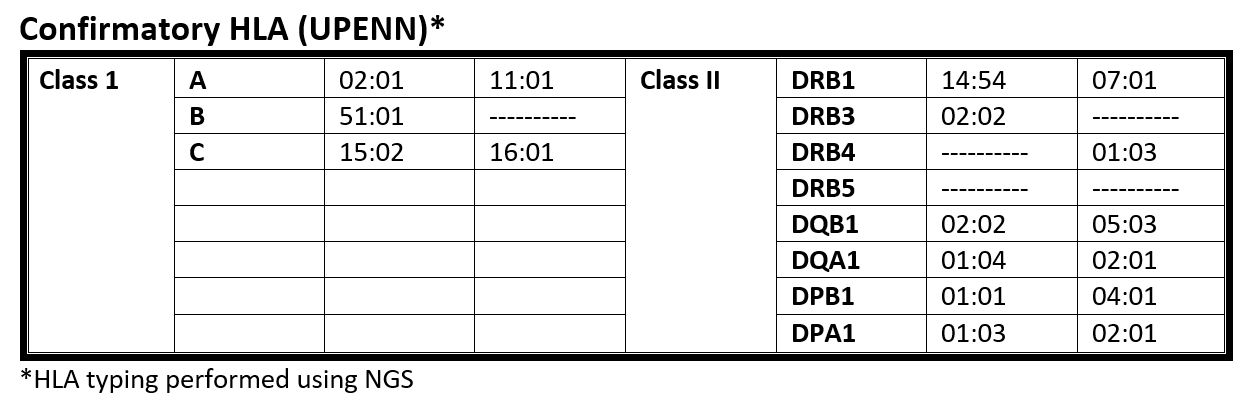 Confirmatory HLA (UPENN)*
Class 1 A 02:01 11:01 Class II DRB1 14:54 07:01
B 51:01 ---------- DRB3 02:02 ----------
C 15:02 16:01 DRB4 ---------- 01:03
DRB5 ---------- ----------
DQB1 02:02 05:03
DQA1 01:04 02:01
DPB1 01:01 04:01
DPA1 01:03 02:01
*HLA typing performed using NGS